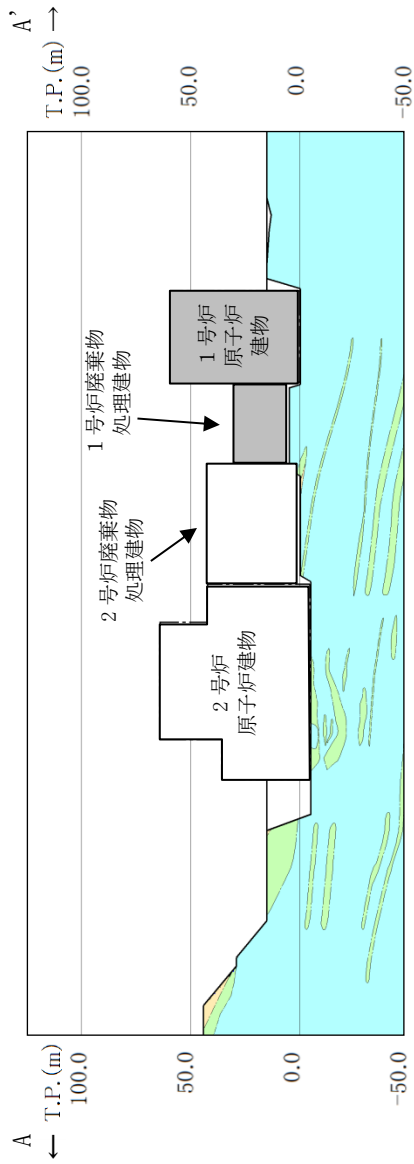 A
← T.P.(m)
100.0
50.0
0.0
−50.0
2号炉
原子炉建物
2号炉廃棄物
処理建物
1号炉廃棄物
処理建物
1号炉
原子炉
建物
A'
T.P.(m) →
100.0
50.0
0.0
−50.0